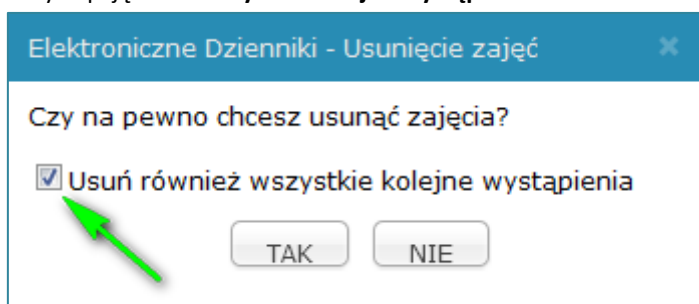 Elektroniczne Dzienniki - Usunięcie zajęć
Czy na pewno chcesz usunąć zajęcia?
Usuń również wszystkie kolejne wystąpienia
TAK NIE